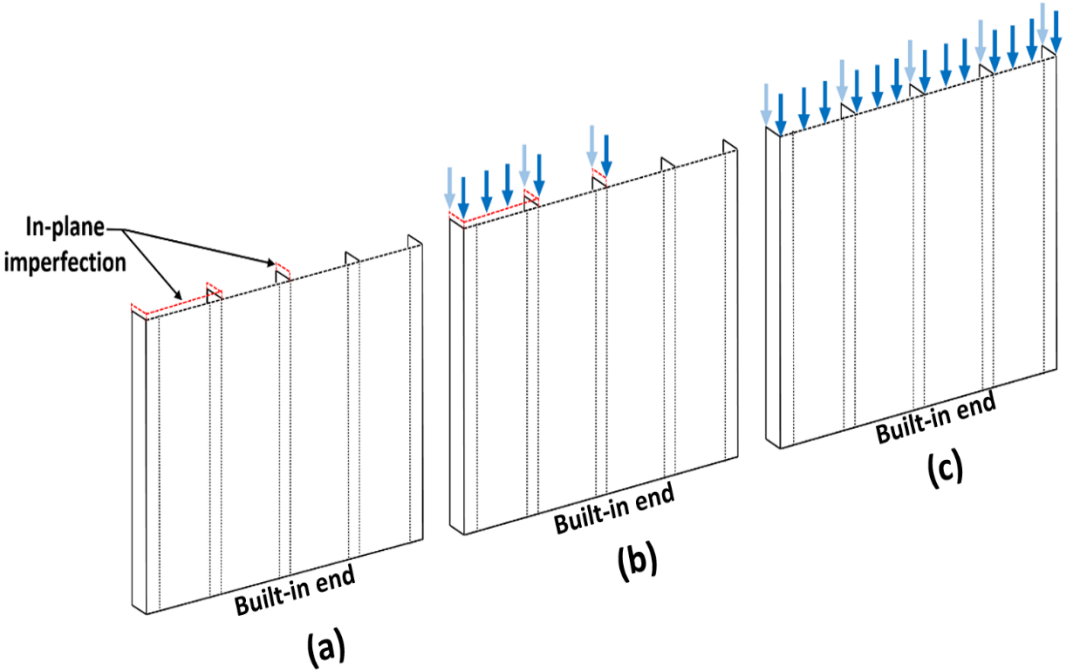 In-plane
imperfection
Built-in end
(a)
Built-in end
(b)
Built-in end
(c)